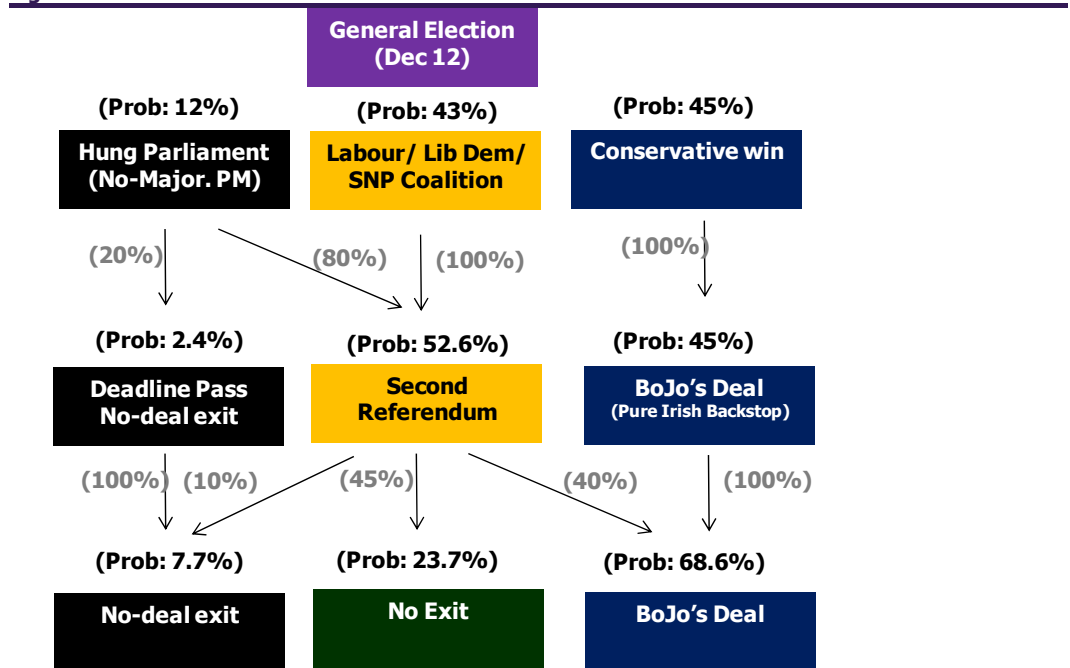 General Election
(Dec 12)
(Prob: 12%)
(Prob: 43%)
(Prob: 45%)
Hung Parliament
(No-Major. PM)
Labour/ Lib Dem/
SNP Coalition
Conservative win
(20%)
(80%)
(100%)
(100%)
(Prob: 2.4%)
(Prob: 52.6%)
(Prob: 45%)
Deadline Pass
No-deal exit
Second
Referendum
BoJo's Deal
(Pure Irish Backstop)
(100%)
(10%)
(45%)
(40%)
(100%)
(Prob: 7.7%)
(Prob: 23.7%)
(Prob: 68.6%)
No-deal exit
No Exit
BoJo's Deal